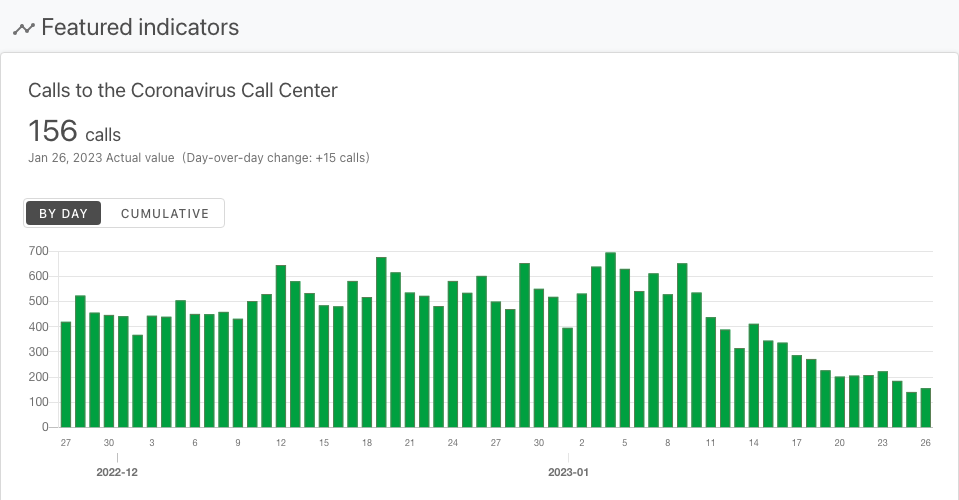 Featured indicators
Calls to the Coronavirus Call Center
156 calls
Jan 26, 2023 Actual value (Day-over-day change: +15 calls)
BY DAY CUMULATIVE
700
600
500
400
300
200
100
0
27 30 3 6 9 12 15 18 21 24 27 30 2 5 8 11 14 17 20 23 26
2022-12 2023-01